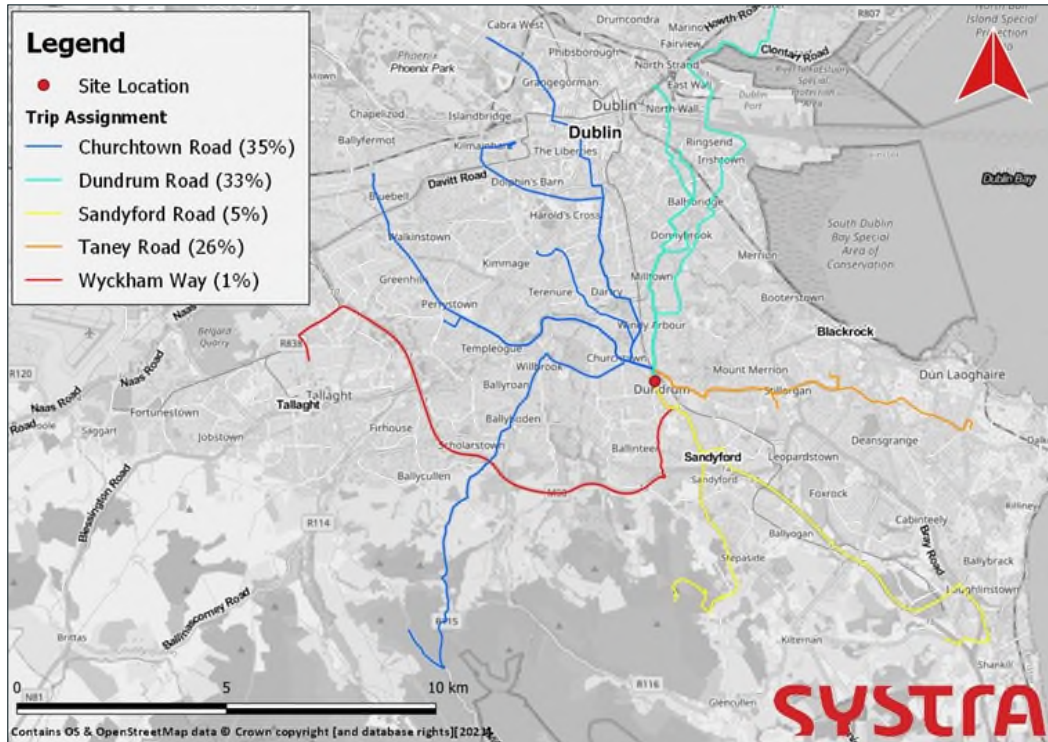 Legend
Site Location
Trip Assignment
Churchtown Road (35%)
Dundrum Road (33%)
Sandyford Road (5%)
Taney Road (26%)
Wyckham Way (1%)
Cabra West
Drumcondra
Marino
Howth Road
R807
Fairview
Clontarf Road
Phibsborough
Phoenix
Phoenix Park
North Strand
East Wall
Grangegorman
Dublin
Dublin Port
North Wall
Chapelizod
Islandbridge
Dublin
Ballyfermot
Kilmainham
The Liberties
Ringsend
Irishtown
Davitt Road
Dolphin's Barn
Dublin Bay
Bluebell
Ballsbridge
Harold's Cross
South Dublin
Bay Special
Area of
Conservation
Walkinstown
Donnybrook
Merrion
Kimmage
Greenhill
Milltown
Terenure
Dartry
Booterstown
Perrystown
Naas Road
Windy Arbour
Blackrock
Belgard
Quarry
R838
Templeogue
Churchtown
Willbrook
Mount Merrion
Dún Laoghaire
R120
Naas Road
Ballyroan
Dundrum
Stillorgan
Tallaght
Tallaght
Naas Road
Fortunestown
Ballyboden
Deansgrange
Road
Saggart
Jobstown
Firhouse
Scholarstown
Ballinteer
Sandyford
Leopardstown
Ballycullen
Sandyford
Foxrock
Blessington Road
Killiney
R114
Cabinteely
Ballyogan
Bray Road
Stepaside
Ballybrack
Loughlinstown
Ballinascorney Road
R115
Brittas
Kilternan
Shankill
0
5
10 km
N81
R116
Glencullen
SYSTRA
Contains OS & OpenStreetMap data © Crown copyright [and database rights][2021]